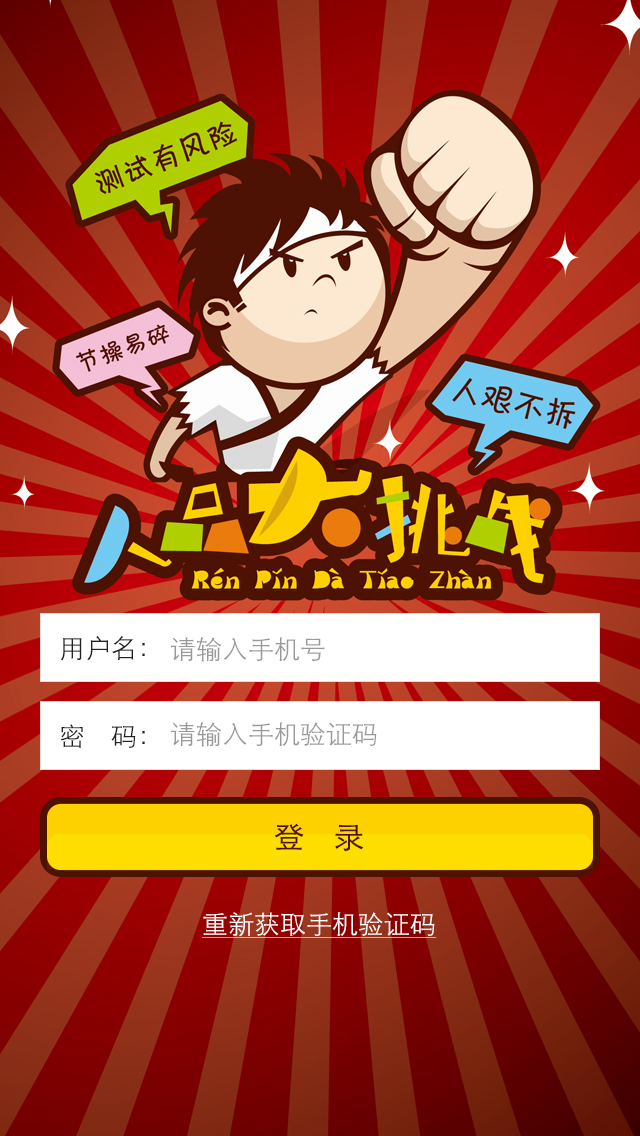 测试有风险
节操易碎
人艰不拆
人品大挑战
Rén Pǐn Dà Tiǎo Zhàn
用户名： 请输入手机号
密 码： 请输入手机验证码
登 录
重新获取手机验证码